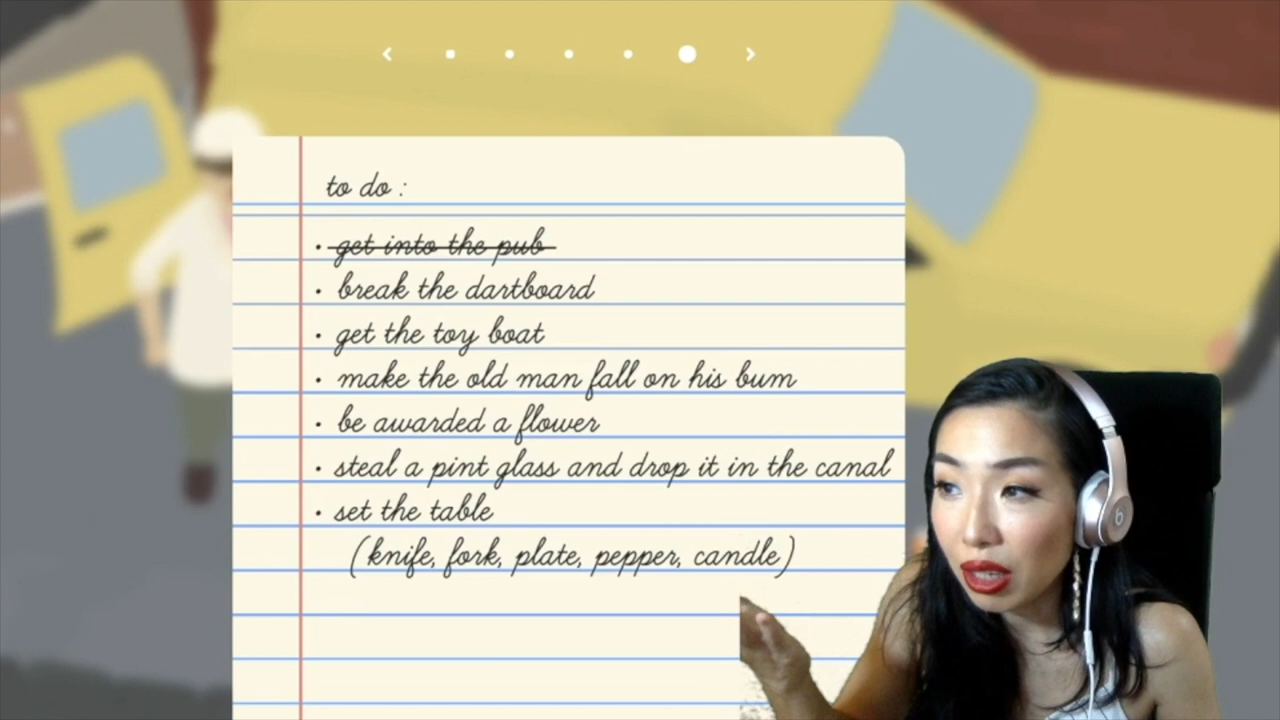 to do :
• get into the pub
• break the dartboard
• get the toy boat
• make the old man fall on his bum
• be awarded a flower
• steal a pint glass and drop it in the canal
• set the table
(knife, fork, plate, pepper, candle)